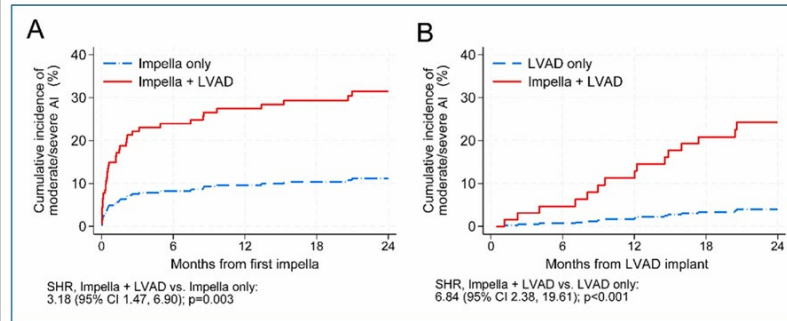 A
Cumulative incidence of
moderate/severe AI (%)
40
30
20
10
0
Impella only
Impella + LVAD
0
6
12
18
24
Months from first impella
SHR, Impella + LVAD vs. Impella only:
3.18 (95% CI 1.47, 6.90); p=0.003
B
Cumulative incidence of
moderate/severe AI (%)
40
30
20
10
0
LVAD only
Impella + LVAD
0
6
12
18
24
Months from LVAD implant
SHR, Impella + LVAD vs. LVAD only:
6.84 (95% CI 2.38, 19.61); p<0.001